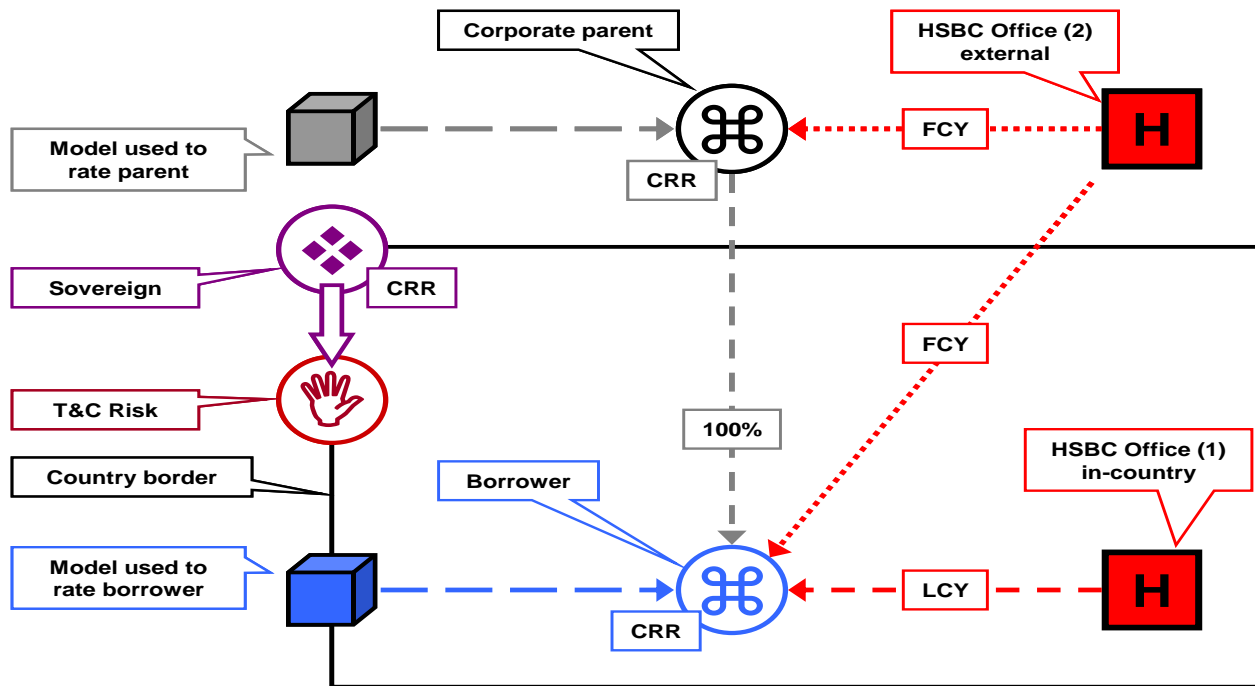 Corporate parent
HSBC Office (2)
external
Model used to
rate parent
FCY
H
CRR
Sovereign
CRR
FCY
T&C Risk
100%
Country border
Borrower
HSBC Office (1)
in-country
Model used to
rate borrower
LCY
H
CRR